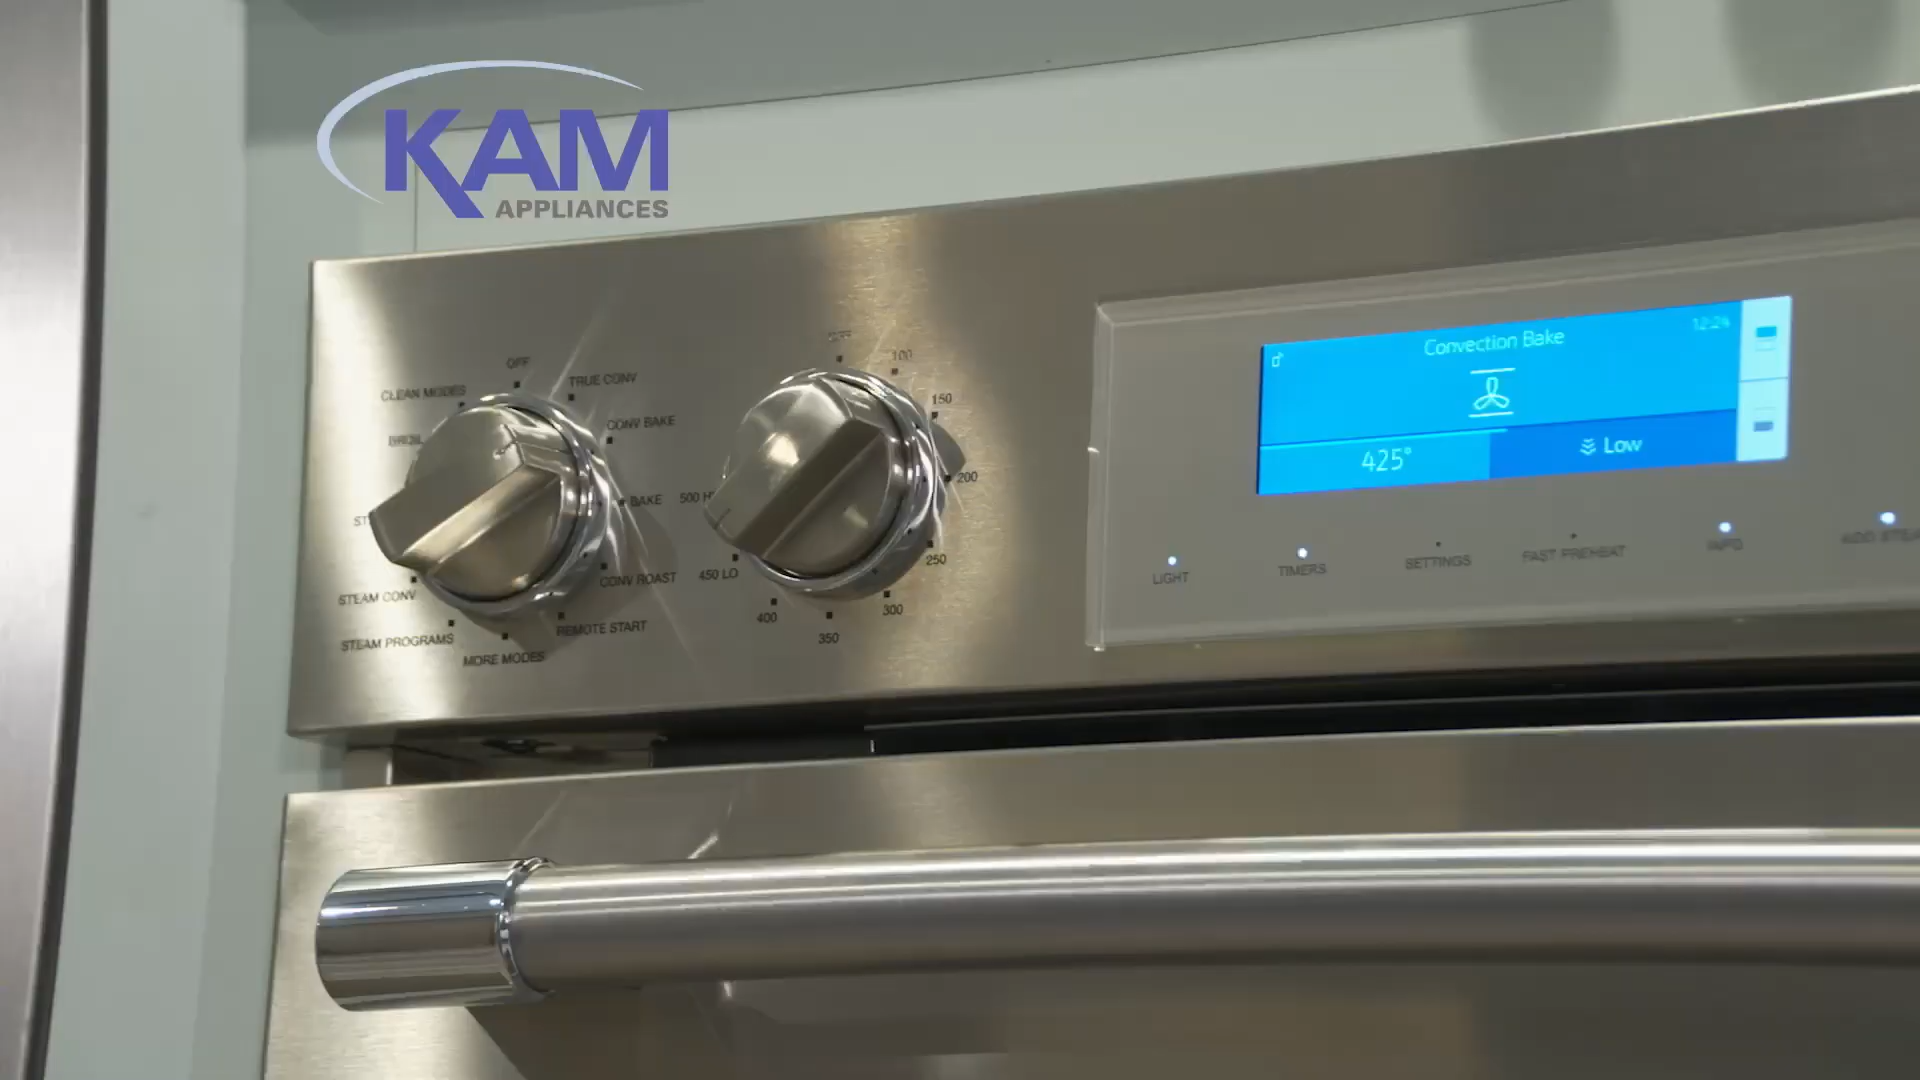 KAM
APPLIANCES
OFF
CLEAN MODES
TRUE CONV
CONV BAKE
BROIL
BAKE
STEAM CONV
CONV ROAST
STEAM PROGRAMS
REMOTE START
MORE MODES
OFF
100
150
200
250
300
350
400
450 LO
Convection Bake
12:24
425°
Low
LIGHT
TIMERS
SETTINGS
FAST PREHEAT
INFO